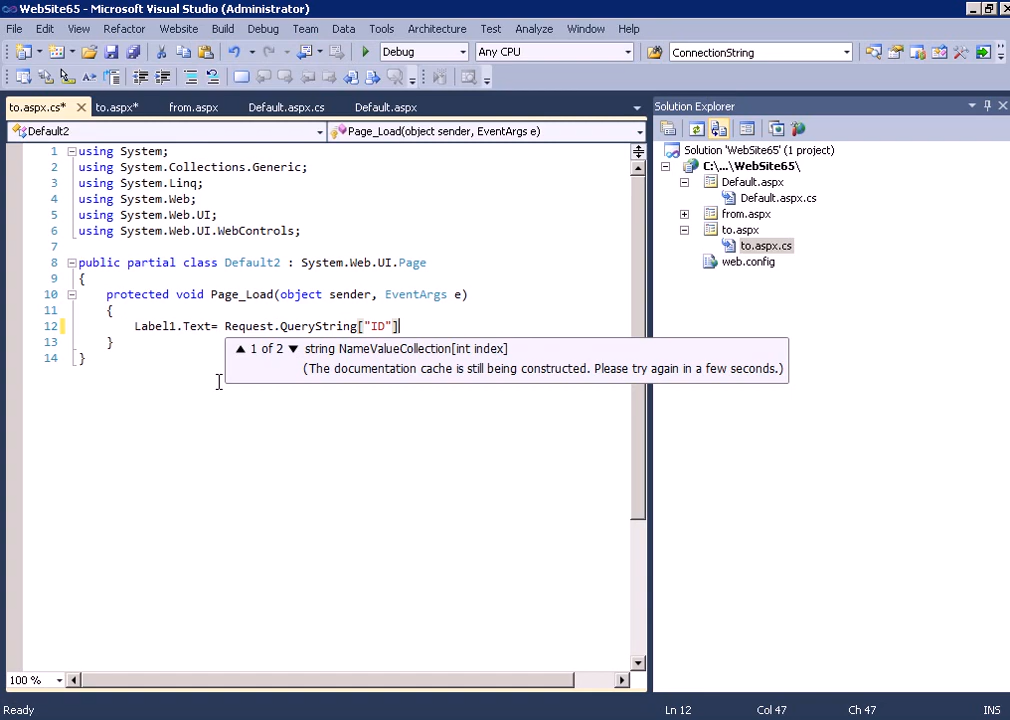 WebSite65 - Microsoft Visual Studio (Administrator)
File Edit View Refactor Website Build Debug Team Data Tools Architecture Test Analyze Window Help
Debug Any CPU ConnectionString
to.aspx.cs* to.aspx* from.aspx Default.aspx.cs Default.aspx
Default2 Page_Load(object sender, EventArgs e)
1 using System;
2 using System.Collections.Generic;
3 using System.Linq;
4 using System.Web;
5 using System.Web.UI;
6 using System.Web.UI.WebControls;
7
8 public partial class Default2 : System.Web.UI.Page
9 {
10 protected void Page_Load(object sender, EventArgs e)
11 {
12 Label1.Text= Request.QueryString["ID"]
13 }
14 }
1 of 2 string NameValueCollection[int index]
(The documentation cache is still being constructed. Please try again in a few seconds.)
100 %
Solution Explorer
Solution 'WebSite65' (1 project)
C:\...\WebSite65\
Default.aspx
Default.aspx.cs
from.aspx
to.aspx
to.aspx.cs
web.config
Ready Ln 12 Col 47 Ch 47 INS